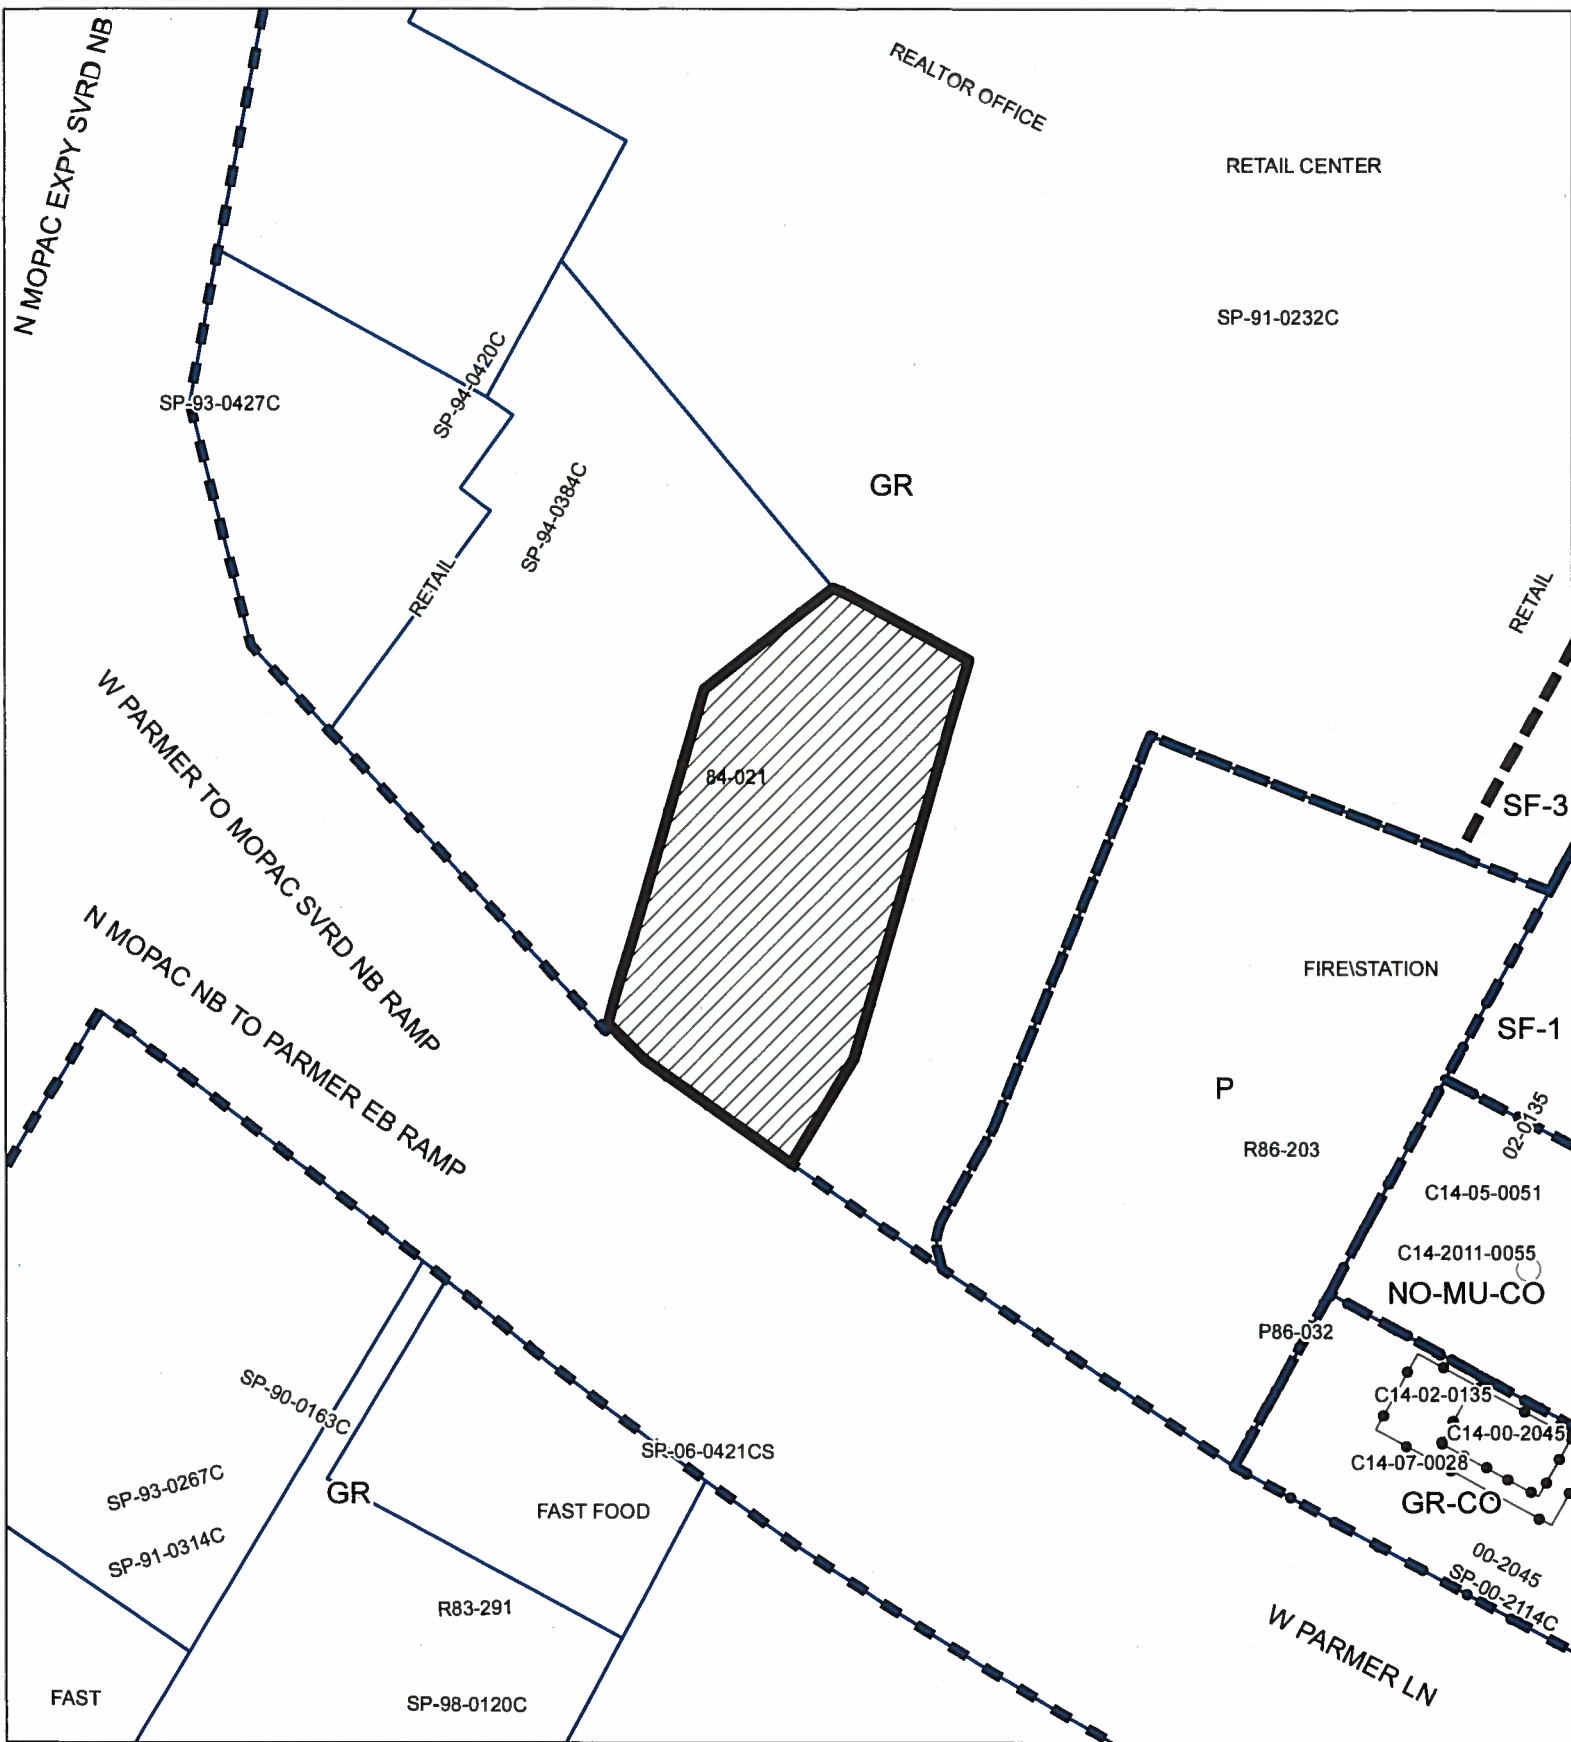 N MOPAC EXPY SVRD NB
REALTOR OFFICE
RETAIL CENTER
SP-91-0232C
SP-94-0420C
SP-93-0427C
SP-94-0384C
GR
RETAIL
RETAIL
84-021
SF-3
W PARMER TO MOPAC SVRD NB RAMP
N MOPAC NB TO PARMER EB RAMP
FIRE\STATION
SF-1
P
02-0135
R86-203
C14-05-0051
C14-2011-0055
NO-MU-CO
P86-032
C14-02-0135
C14-00-2045
C14-07-0028
GR-CO
SP-90-0163C
SP-06-0421CS
SP-93-0267C
GR
FAST FOOD
SP-91-0314C
00-2045
SP-00-2114C
R83-291
W PARMER LN
FAST
SP-98-0120C